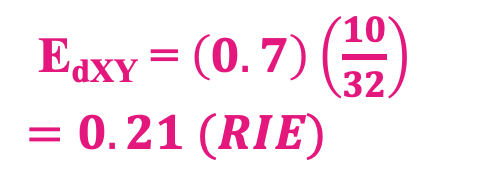 E_dXY = (0.7) (10/32)
= 0.21 (RIE)